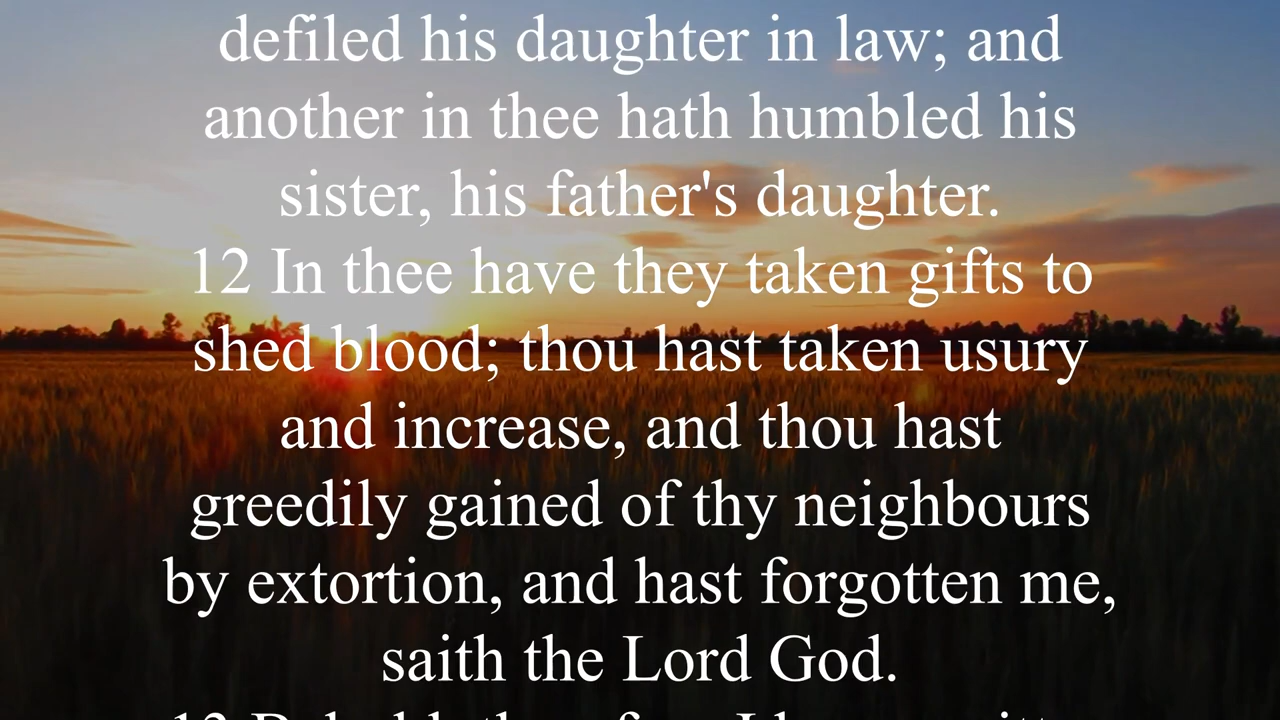 defiled his daughter in law; and
another in thee hath humbled his
sister, his father's daughter.
12 In thee have they taken gifts to
shed blood; thou hast taken usury
and increase, and thou hast
greedily gained of thy neighbours
by extortion, and hast forgotten me,
saith the Lord God.